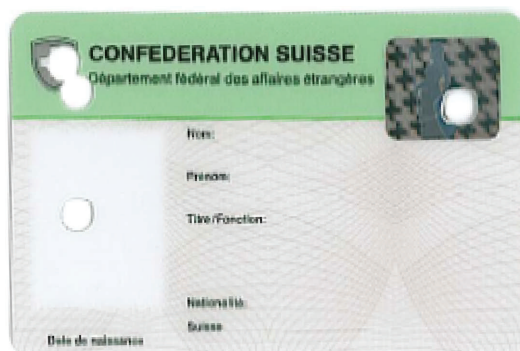 CONFEDERATION SUISSE
Département fédéral des affaires étrangères
Nom:
Prénom:
Titre/Fonction:
Nationalité:
Suisse
Date de naissance